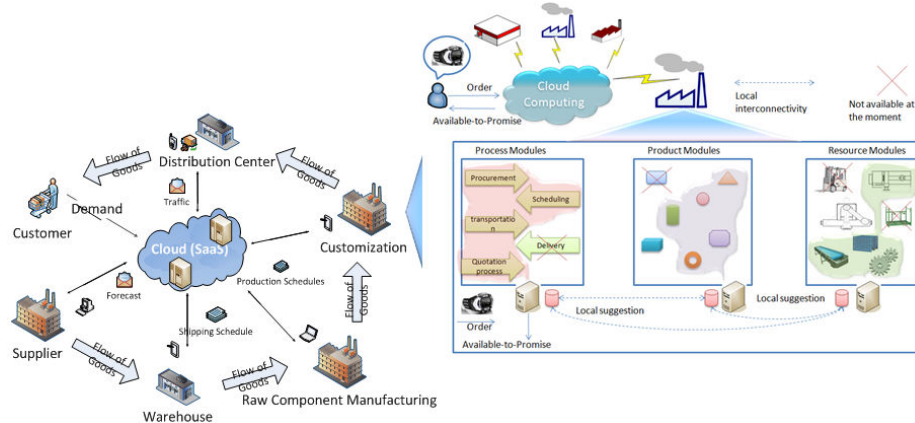 Flow of
Goods
Distribution Center
Flow of
Goods
Traffic
Customer
Demand
Cloud (SaaS)
Customization
Production Schedules
Forecast
Flow of
Goods
Supplier
Shipping Schedule
Flow of
Goods
Warehouse
Flow of
Goods
Raw Component Manufacturing
Order
Available-to-Promise
Cloud
Computing
Local
interconnectivity
Not available at
the moment
Process Modules
Product Modules
Resource Modules
Procurement
Scheduling
transportatio
n
Delivery
Quotation
process
Order
Available-to-Promise
Local suggestion
Local suggestion